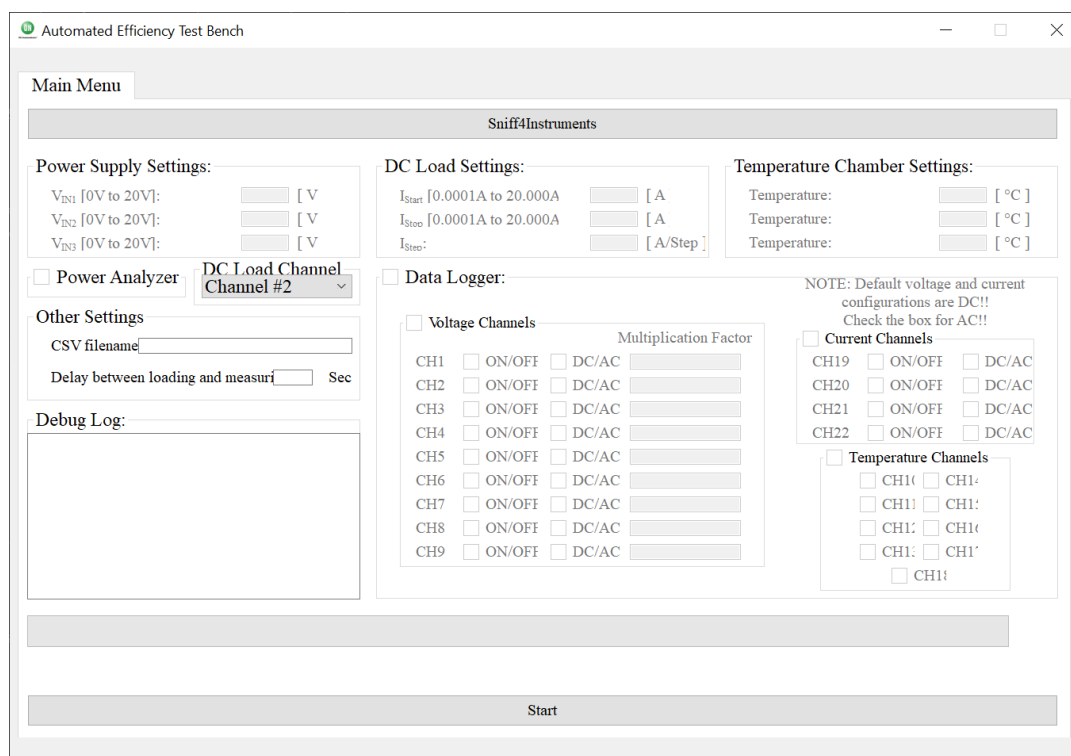 Automated Efficiency Test Bench
Main Menu
Sniff4Instruments
Power Supply Settings:
VIN1 [0V to 20V]: [ V
VIN2 [0V to 20V]: [ V
VIN3 [0V to 20V]: [ V
DC Load Settings:
IStart [0.0001A to 20.000A [ A
IStop [0.0001A to 20.000A [ A
IStep: [ A/Step ]
Temperature Chamber Settings:
Temperature: [ °C ]
Temperature: [ °C ]
Temperature: [ °C ]
Power Analyzer
DC Load Channel
Channel #2
Other Settings
CSV filename
Delay between loading and measuri Sec
Debug Log:
Data Logger:
NOTE: Default voltage and current
configurations are DC!!
Check the box for AC!!
Voltage Channels
Multiplication Factor
CH1 ON/OFF DC/AC
CH2 ON/OFF DC/AC
CH3 ON/OFF DC/AC
CH4 ON/OFF DC/AC
CH5 ON/OFF DC/AC
CH6 ON/OFF DC/AC
CH7 ON/OFF DC/AC
CH8 ON/OFF DC/AC
CH9 ON/OFF DC/AC
Current Channels
CH19 ON/OFF DC/AC
CH20 ON/OFF DC/AC
CH21 ON/OFF DC/AC
CH22 ON/OFF DC/AC
Temperature Channels
CH10 CH14
CH11 CH15
CH12 CH16
CH13 CH17
CH18
Start